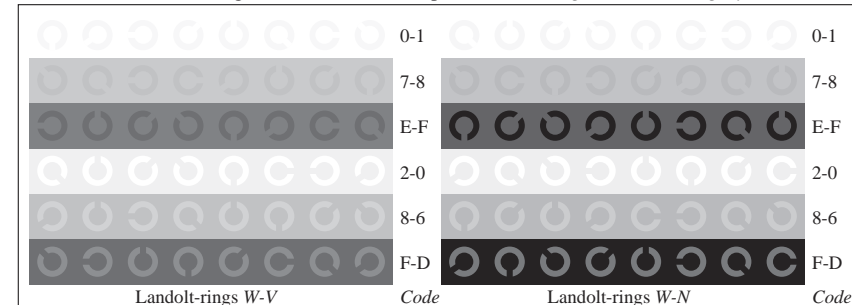 0-1 0-1
7-8 7-8
E-F E-F
2-0 2-0
8-6 8-6
F-D F-D
Landolt-rings W-V Code Landolt-rings W-N Code